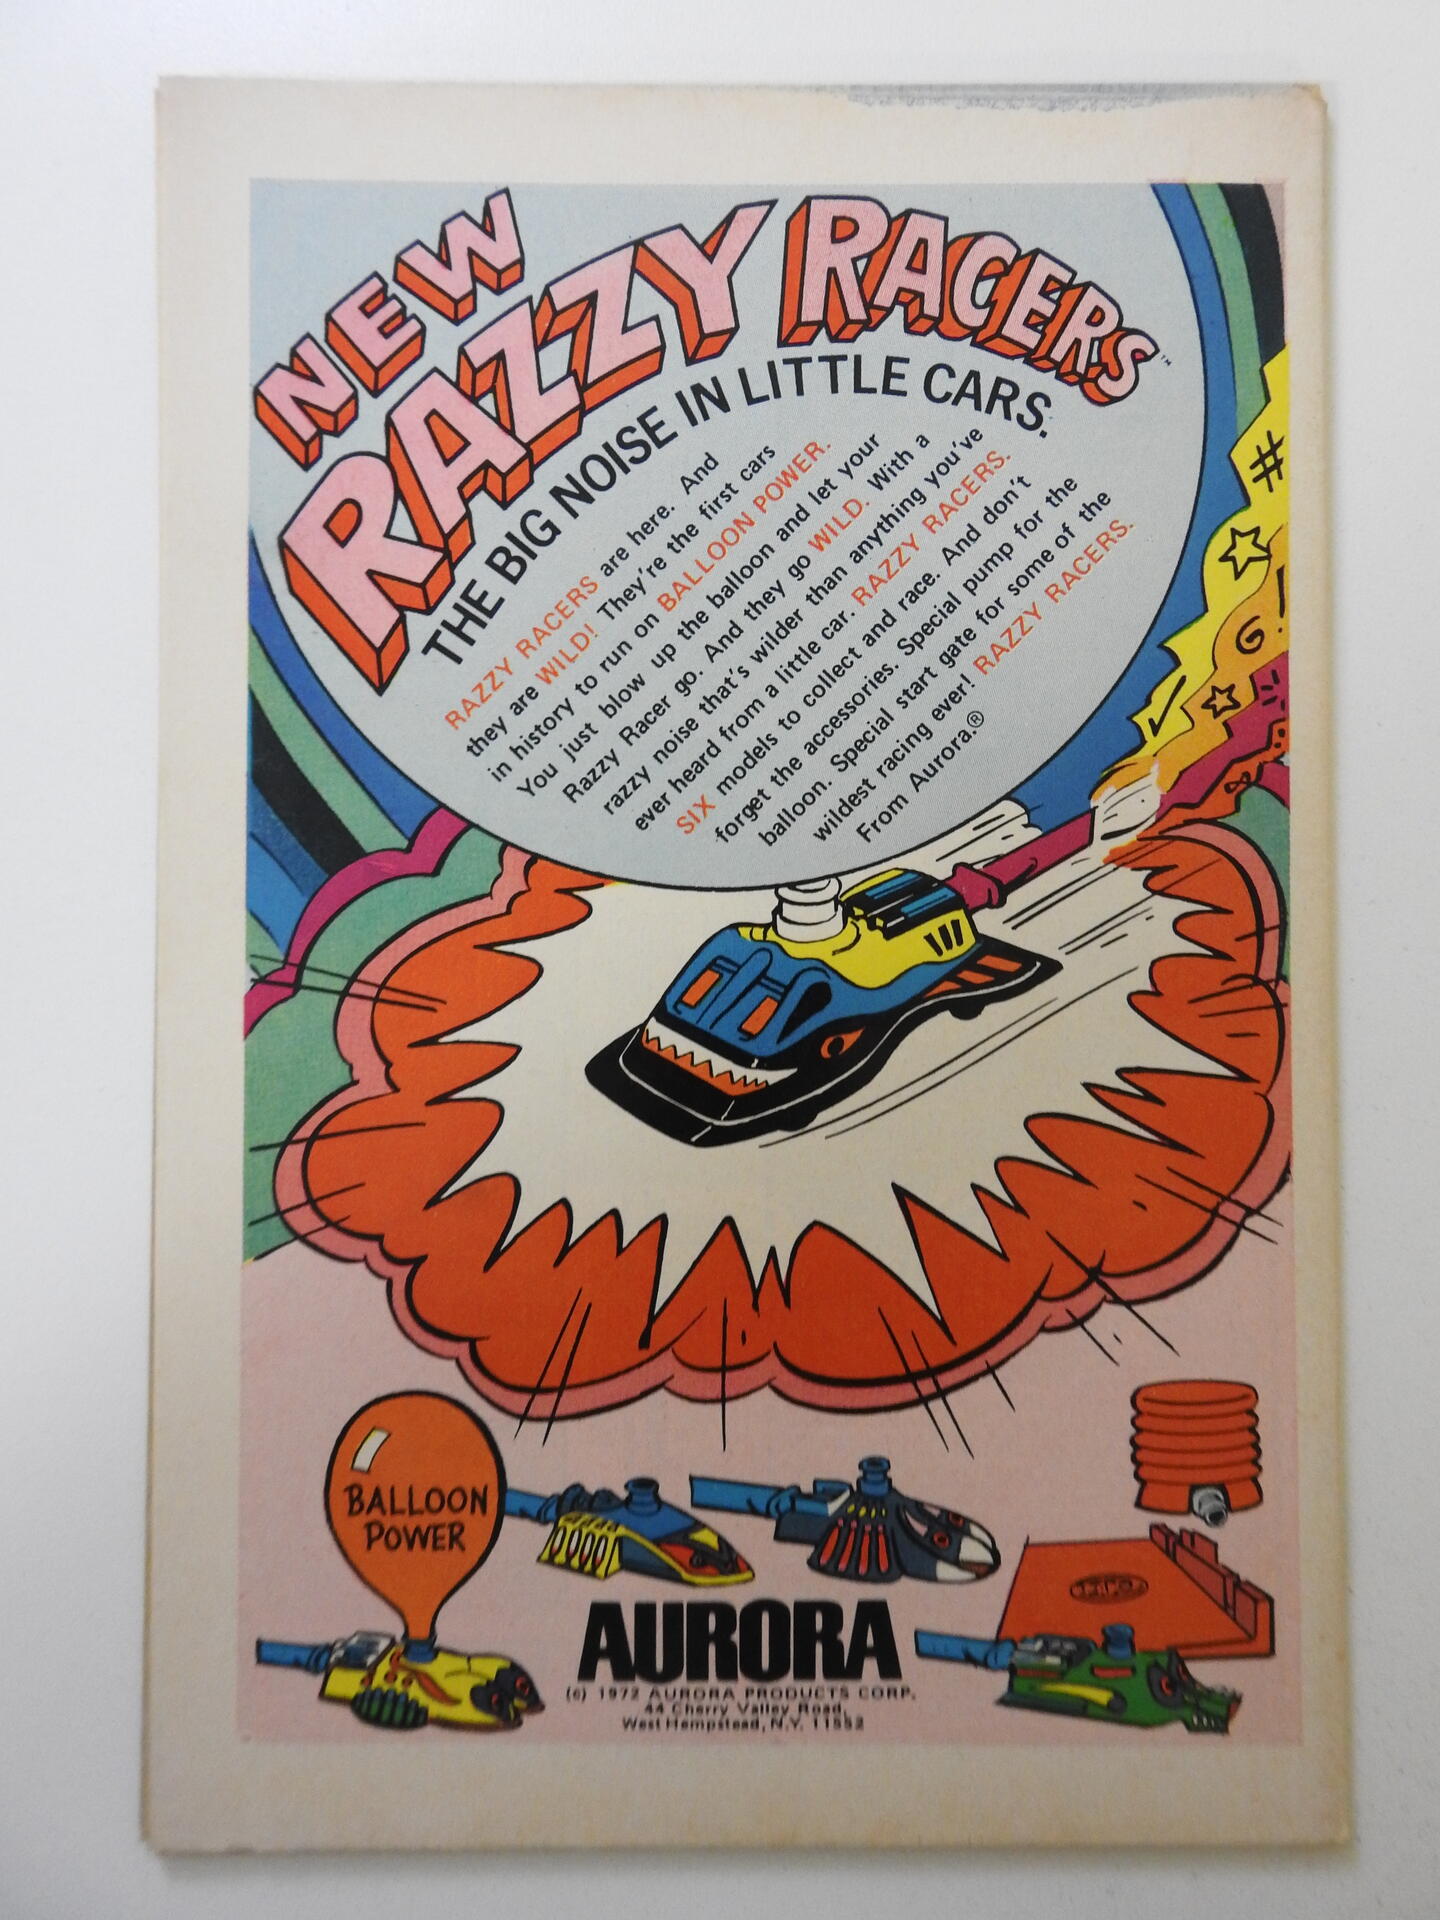 NEW
RAZZY RACERS™
THE BIG NOISE IN LITTLE CARS.
RAZZY RACERS are here. And
they are WILD! They're the first cars
in history to run on BALLOON POWER.
You just blow up the balloon and let your
Razzy Racer go. And they go WILD. With a
razzy noise that's wilder than anything you've
ever heard from a little car. RAZZY RACERS.
SIX models to collect and race. And don't
forget the accessories. Special pump for the
balloon. Special start gate for some of the
wildest racing ever! RAZZY RACERS.
From Aurora.®
#
G!
BALLOON
POWER
AURORA
(c) 1972 AURORA PRODUCTS CORP.
44 Cherry Valley Road,
West Hempstead, N.Y. 11552